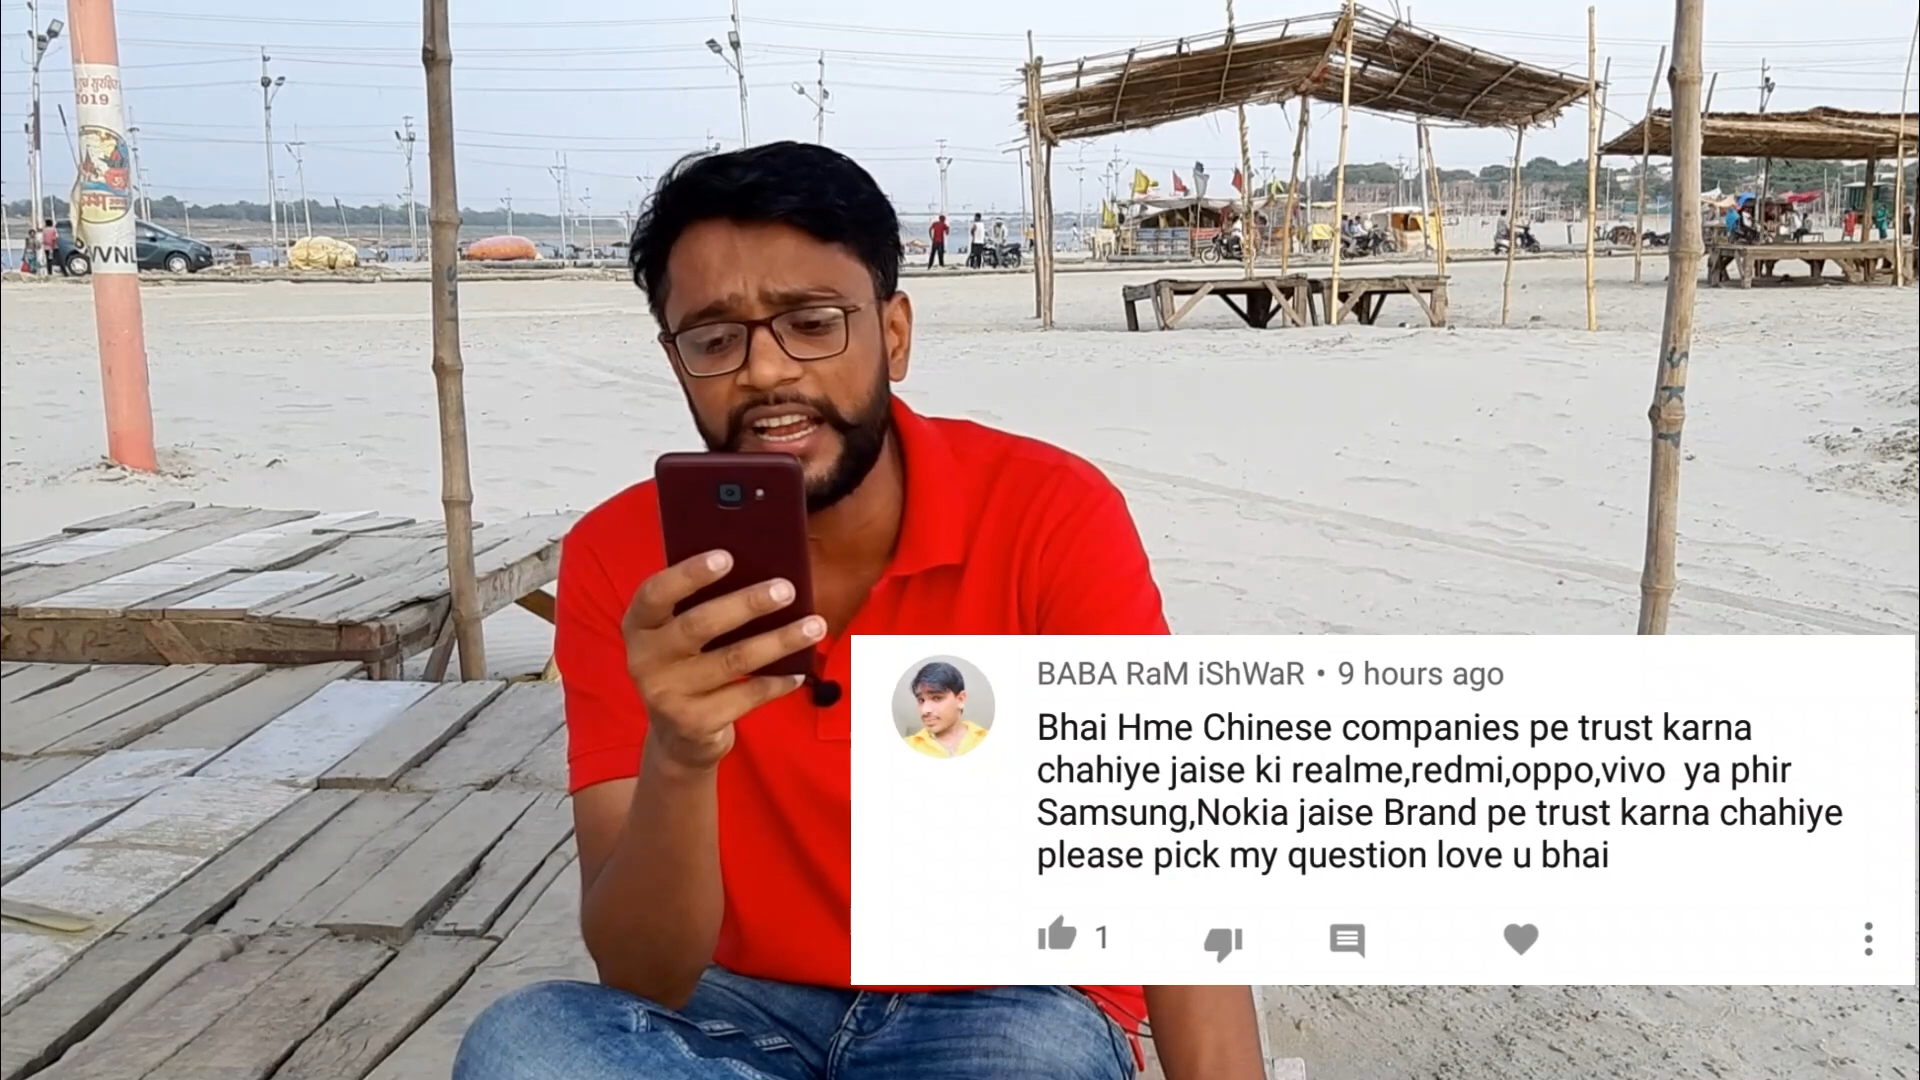 2019
VVNL
SKP
BABA RaM iShWaR • 9 hours ago
Bhai Hme Chinese companies pe trust karna
chahiye jaise ki realme,redmi,oppo,vivo ya phir
Samsung,Nokia jaise Brand pe trust karna chahiye
please pick my question love u bhai
1